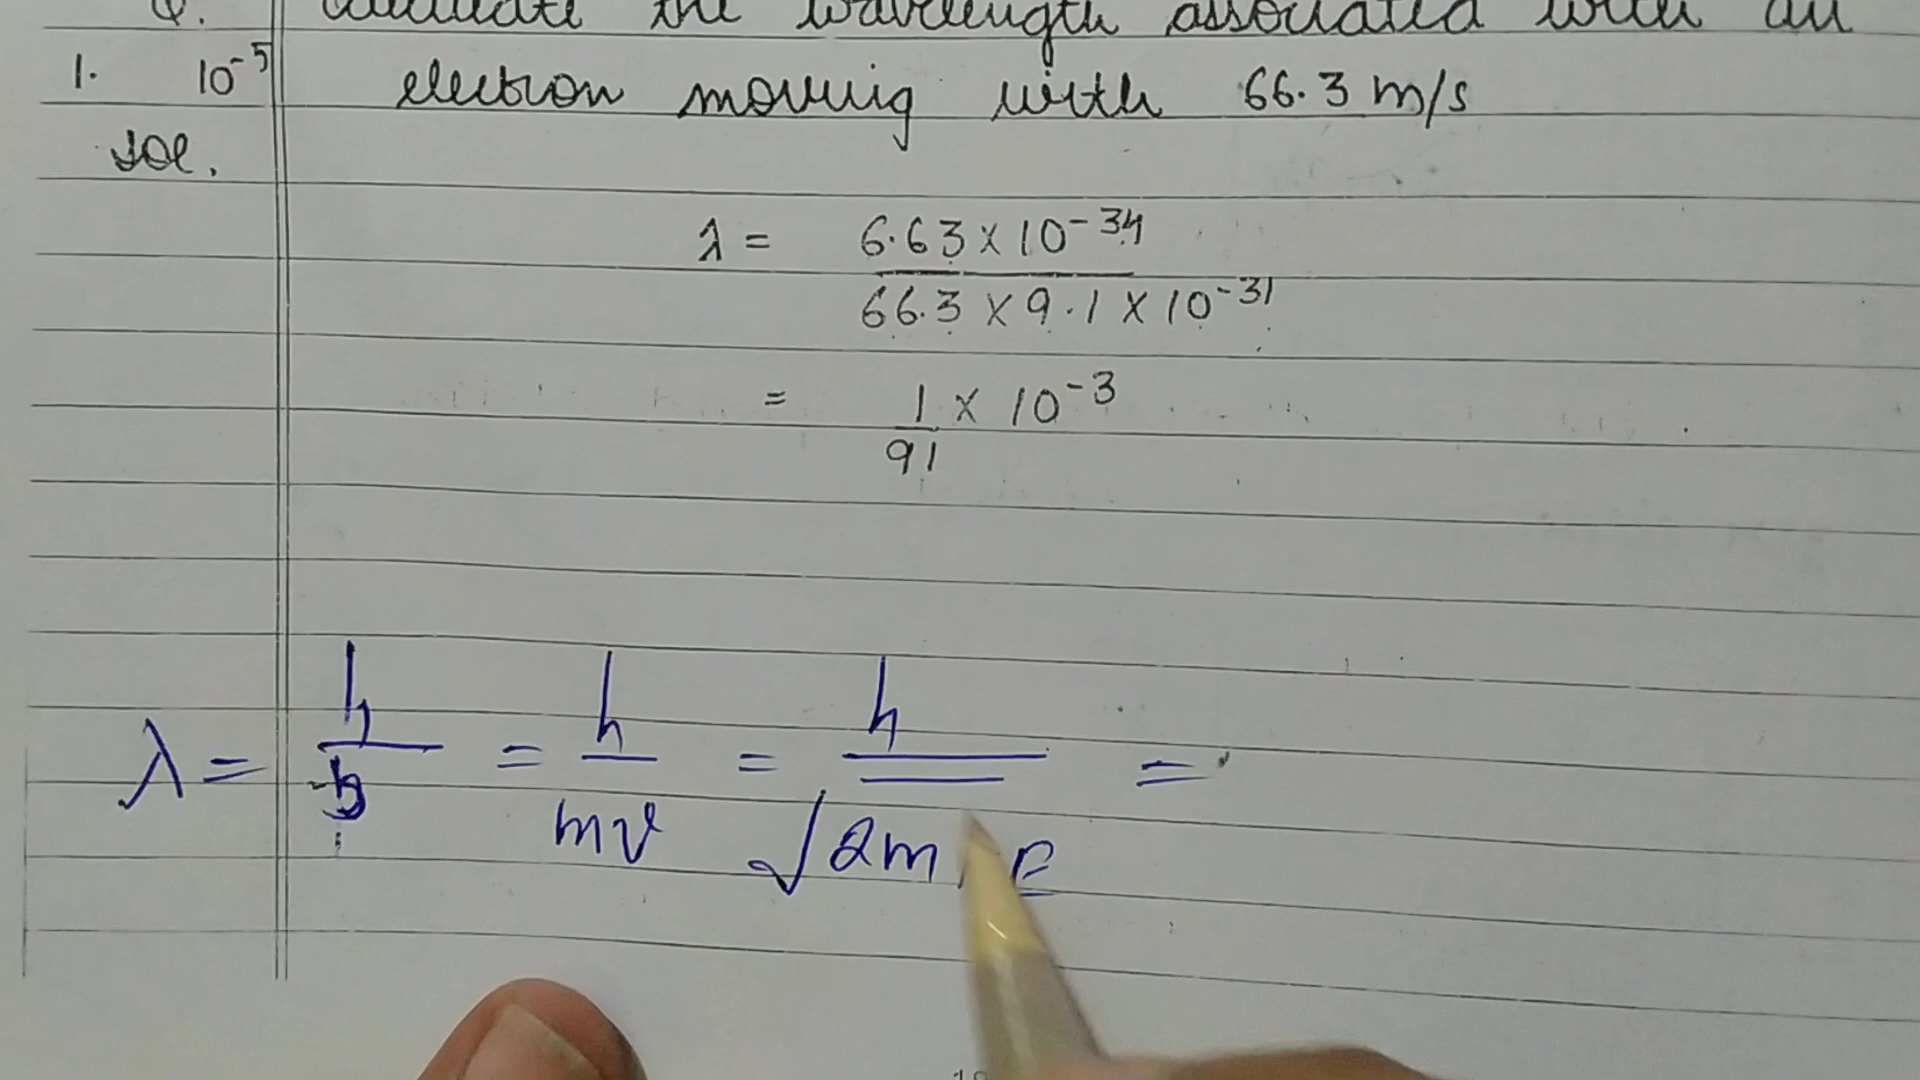 Q. Calculate the wavelength associated with an
1. 10⁻⁵ electron moving with 66.3 m/s
sol.
λ = 6.63 × 10⁻³⁴
66.3 × 9.1 × 10⁻³¹
= 1 × 10⁻³
91
λ = h = h = h =
mv √2m E